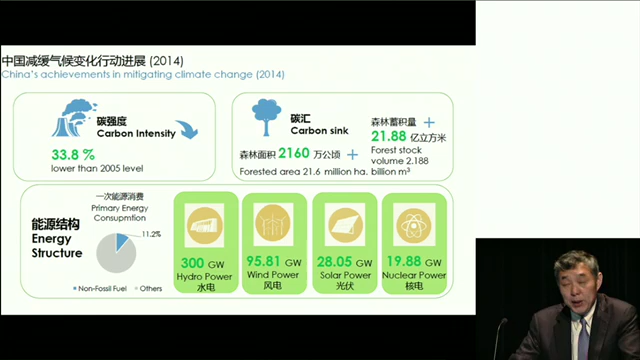 中国减缓气候变化行动进展 (2014)
China's achievements in mitigating climate change (2014)
碳强度
Carbon Intensity
33.8 %
lower than 2005 level
碳汇
Carbon sink
森林面积 2160 万公顷 +
Forested area 21.6 million ha.
森林蓄积量 +
21.88 亿立方米
Forest stock
volume 2.188
billion m³
能源结构
Energy
Structure
一次能源消费
Primary Energy
Consupmtion
11.2%
Non-Fossil Fuel
Others
300 GW
Hydro Power
水电
95.81 GW
Wind Power
风电
28.05 GW
Solar Power
光伏
19.88 GW
Nuclear Power
核电